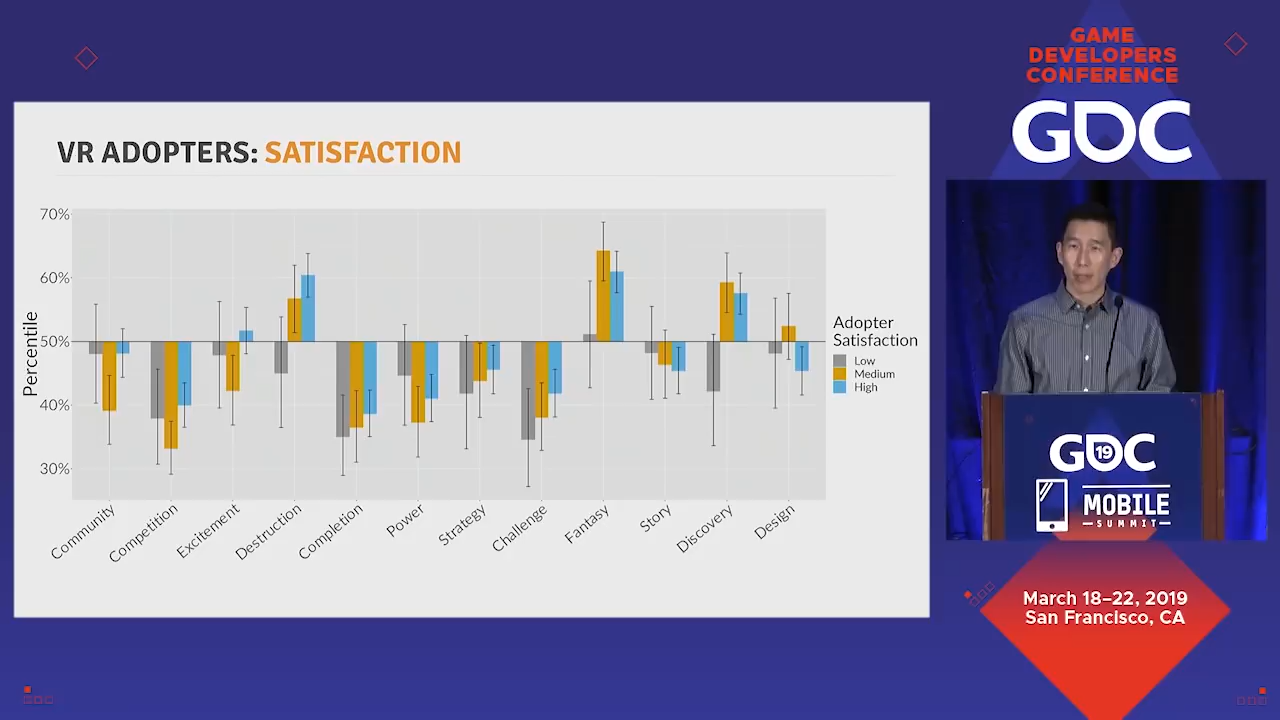 GAME
DEVELOPERS
CONFERENCE
GDC
VR ADOPTERS: SATISFACTION
70%
60%
50%
40%
30%
Percentile
Community
Competition
Excitement
Destruction
Completion
Power
Strategy
Challenge
Fantasy
Story
Discovery
Design
Adopter
Satisfaction
Low
Medium
High
GDC
19
MOBILE
SUMMIT
March 18–22, 2019
San Francisco, CA